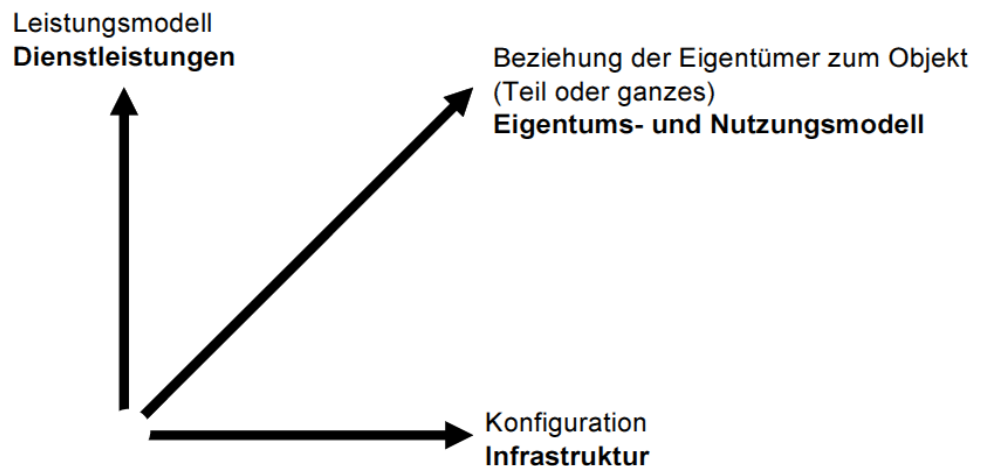 Leistungsmodell
Dienstleistungen
Beziehung der Eigentümer zum Objekt
(Teil oder ganzes)
Eigentums- und Nutzungsmodell
Konfiguration
Infrastruktur